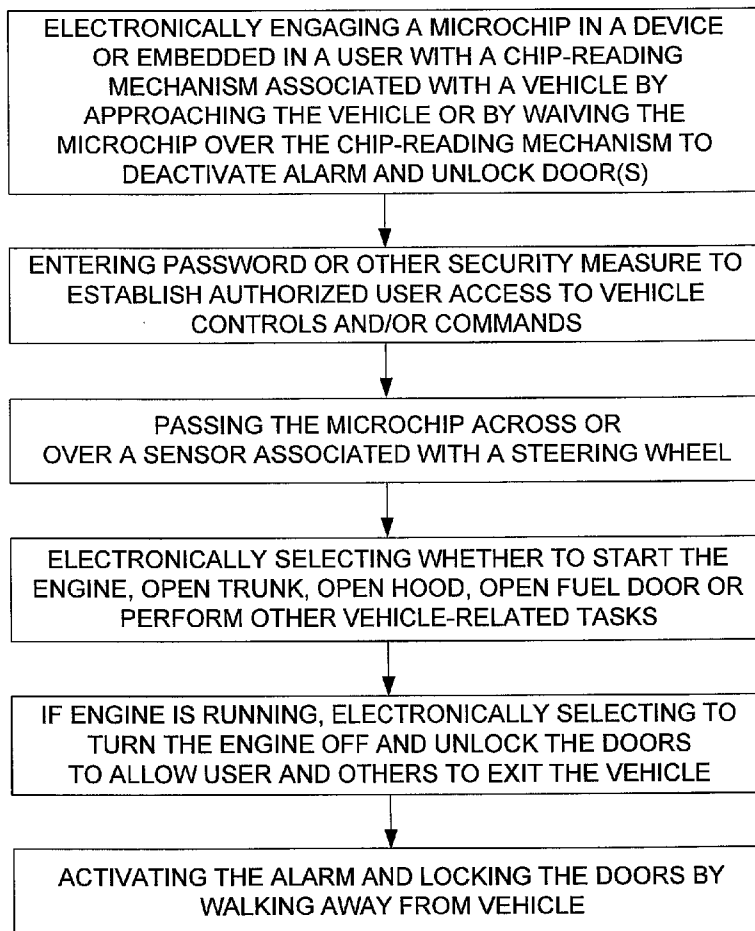 ELECTRONICALLY ENGAGING A MICROCHIP IN A DEVICE
OR EMBEDDED IN A USER WITH A CHIP-READING
MECHANISM ASSOCIATED WITH A VEHICLE BY
APPROACHING THE VEHICLE OR BY WAIVING THE
MICROCHIP OVER THE CHIP-READING MECHANISM TO
DEACTIVATE ALARM AND UNLOCK DOOR(S)
ENTERING PASSWORD OR OTHER SECURITY MEASURE TO
ESTABLISH AUTHORIZED USER ACCESS TO VEHICLE
CONTROLS AND/OR COMMANDS
PASSING THE MICROCHIP ACROSS OR
OVER A SENSOR ASSOCIATED WITH A STEERING WHEEL
ELECTRONICALLY SELECTING WHETHER TO START THE
ENGINE, OPEN TRUNK, OPEN HOOD, OPEN FUEL DOOR OR
PERFORM OTHER VEHICLE-RELATED TASKS
IF ENGINE IS RUNNING, ELECTRONICALLY SELECTING TO
TURN THE ENGINE OFF AND UNLOCK THE DOORS
TO ALLOW USER AND OTHERS TO EXIT THE VEHICLE
ACTIVATING THE ALARM AND LOCKING THE DOORS BY
WALKING AWAY FROM VEHICLE